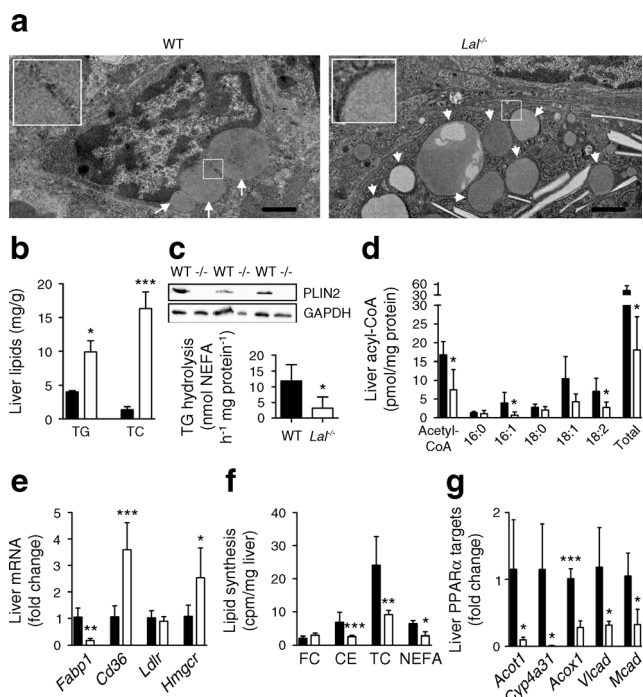 a
WT
Lal-/-
b
Liver lipids (mg/g)
20
15
10
5
0
*
***
TG
TC
c
WT -/- WT -/- WT -/-
PLIN2
GAPDH
TG hydrolysis
(nmol NEFA
h-1 mg protein-1)
20
15
10
5
0
*
WT Lal-/-
d
Liver acyl-CoA
(pmol/mg protein)
60
30
30
25
20
15
10
5
0
*
*
*
*
Acetyl-
CoA
16:0
16:1
18:0
18:1
18:2
Total
e
Liver mRNA
(fold change)
5
4
3
2
1
0
**
***
*
Fabp1
Cd36
Ldlr
Hmgcr
f
Lipid synthesis
(cpm/mg liver)
40
30
20
10
0
***
**
*
FC CE TC NEFA
g
Liver PPARα targets
(fold change)
2
1
0
*
*
***
*
*
Acot1
Cyp4a31
Acox1
Vlcad
Mcad